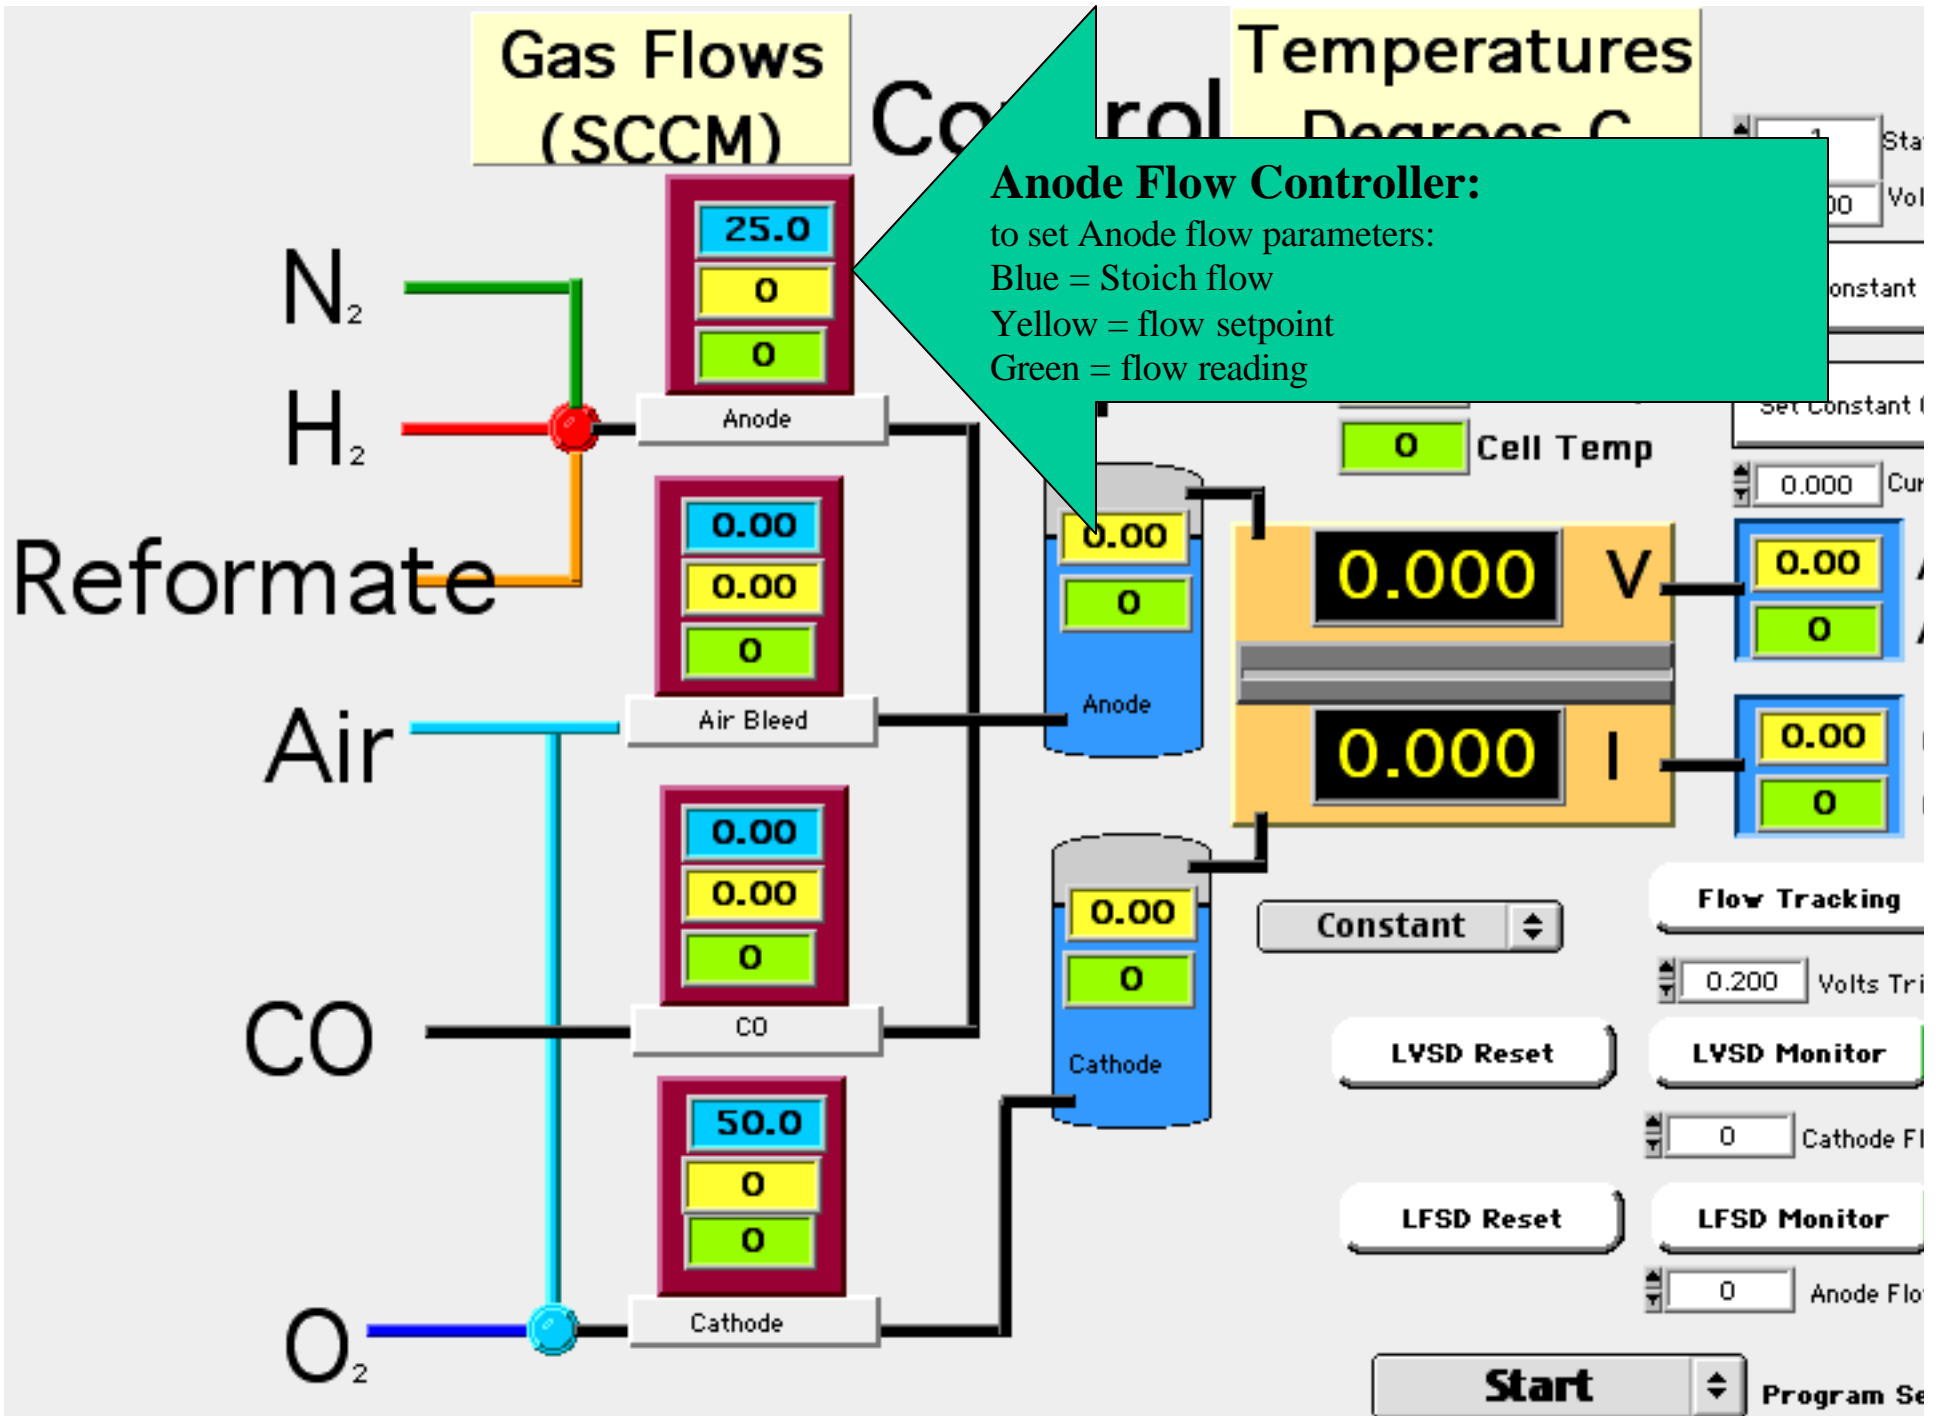 Gas Flows
(SCCM)
Temperatures
Anode Flow Controller:
to set Anode flow parameters:
Blue = Stoich flow
Yellow = flow setpoint
Green = flow reading
25.0
0
0
Anode
N2
H2
Reformate
Air
CO
O2
0.00
0.00
0
Air Bleed
0.00
0.00
0
CO
50.0
0
0
Cathode
0 Cell Temp
0.000
0.00
0
Anode
0.000 V
0.000 I
0.00
0
0.00
0
0.00
0
Cathode
Constant
Flow Tracking
0.200 Volts
LVSD Reset
LVSD Monitor
0 Cathode
LFSD Reset
LFSD Monitor
0 Anode
Start
Program